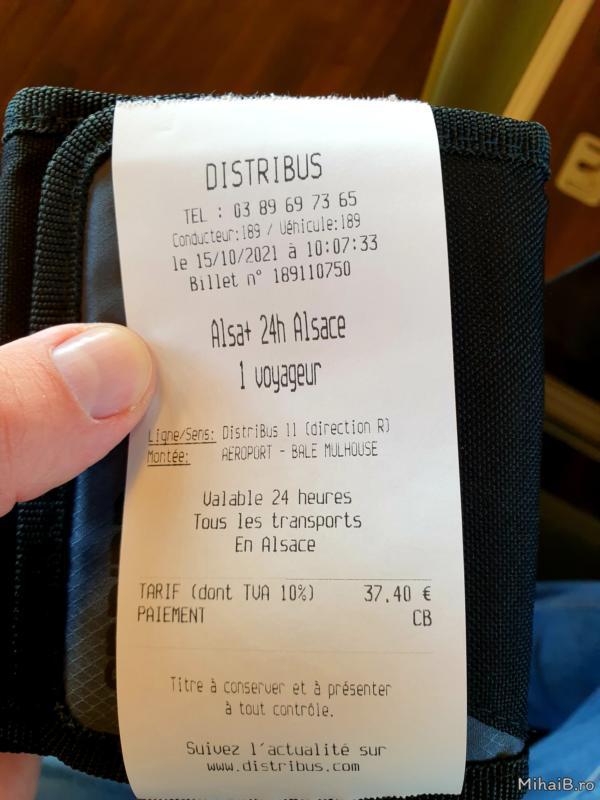 DISTRIBUS
TEL : 03 89 69 73 65
Conducteur:189 / Véhicule:189
le 15/10/2021 à 10:07:33
Billet n° 189110750
Alsa+ 24h Alsace
1 voyageur
Ligne/Sens: DistriBus 11 (direction R)
Montée: AEROPORT - BALE MULHOUSE
Valable 24 heures
Tous les transports
En Alsace
TARIF (dont TVA 10%) 37.40 €
PAIEMENT CB
Titre à conserver et à présenter
à tout contrôle.
Suivez l'actualité sur
www.distribus.com
MihaiB.ro